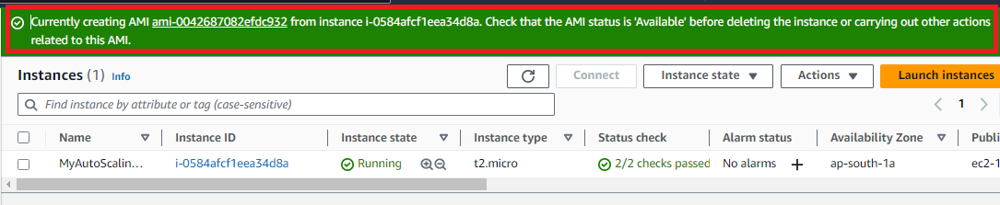 Currently creating AMI ami-0042687082efdc932 from instance i-0584afcf1eea34d8a. Check that the AMI status is 'Available' before deleting the instance or carrying out other actions
related to this AMI.
Instances (1) Info Connect Instance state Actions Launch instances
Find instance by attribute or tag (case-sensitive) 1
Name Instance ID Instance state Instance type Status check Alarm status Availability Zone Publi
MyAutoScalin... i-0584afcf1eea34d8a Running t2.micro 2/2 checks passed No alarms + ap-south-1a ec2-1